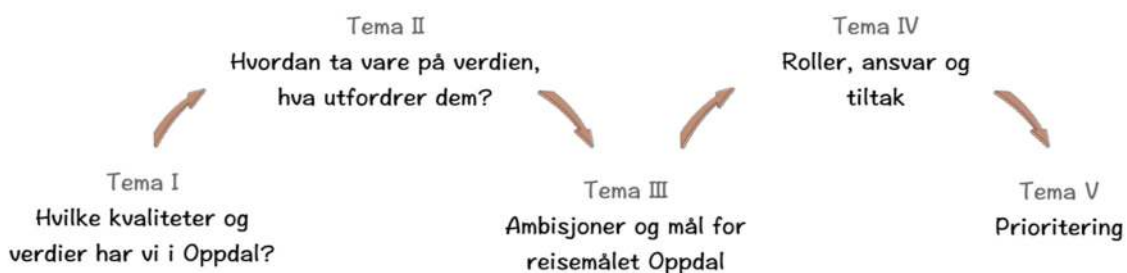 Tema I
Hvilke kvaliteter og
verdier har vi i Oppdal?
Tema II
Hvordan ta vare på verdien,
hva utfordrer dem?
Tema III
Ambisjoner og mål for
reisemålet Oppdal
Tema IV
Roller, ansvar og
tiltak
Tema V
Prioritering